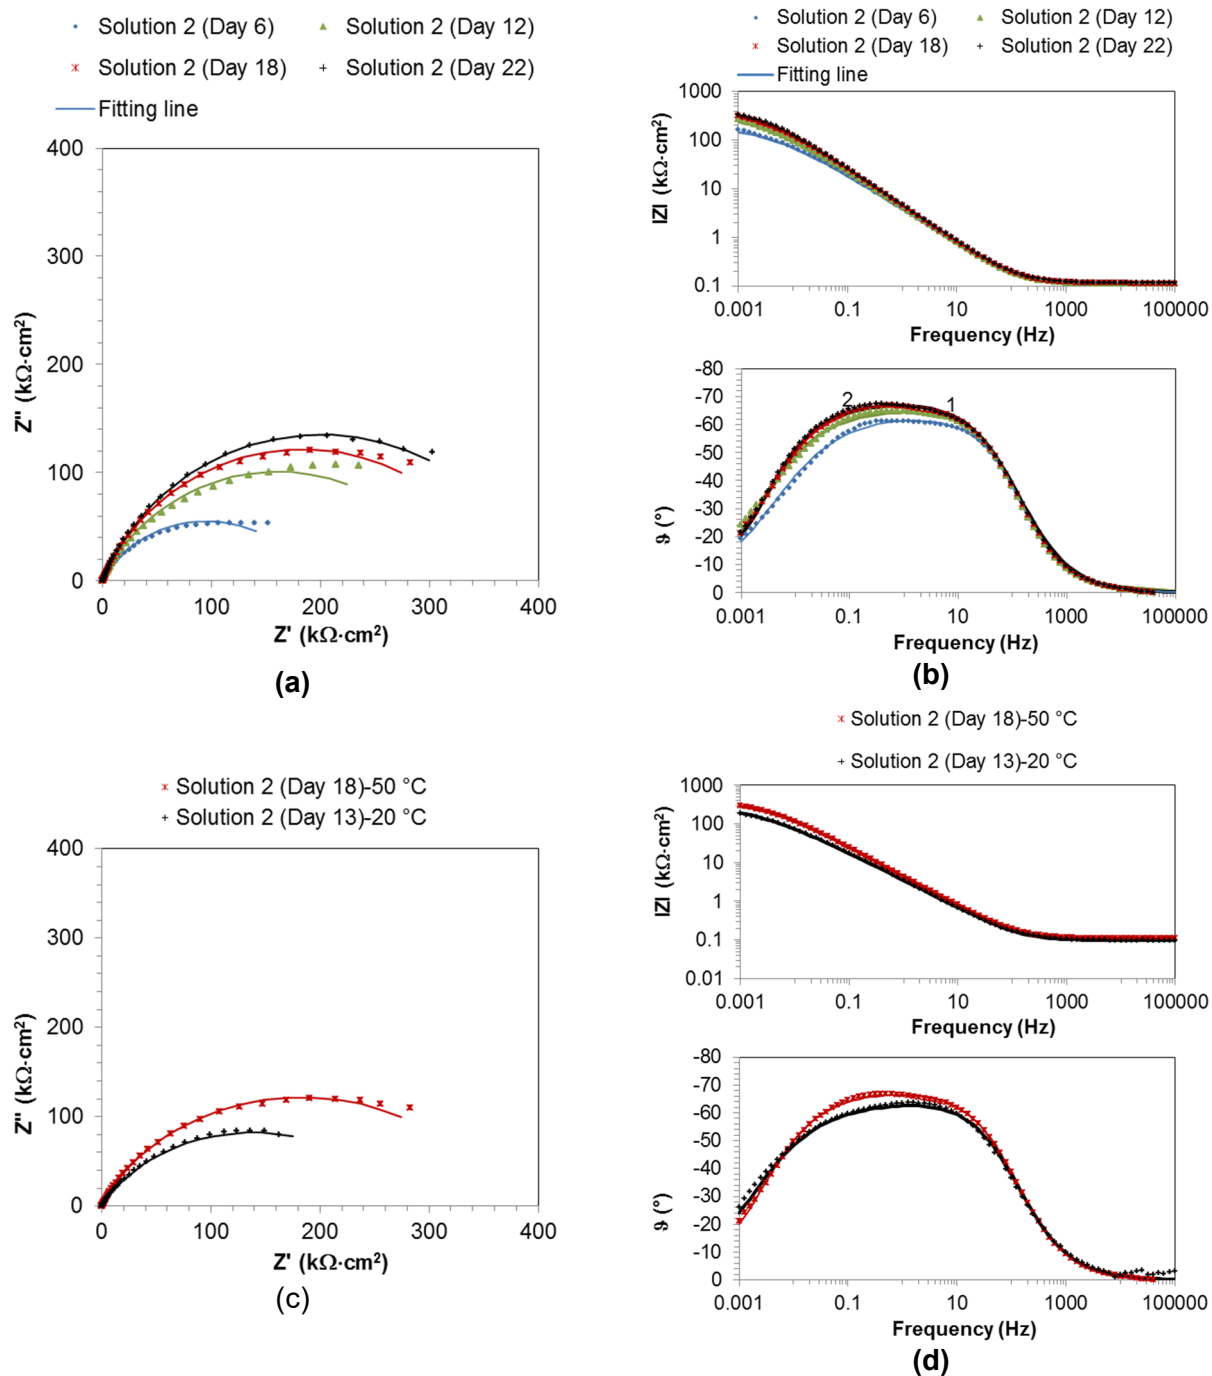 Solution 2 (Day 6) Solution 2 (Day 12)
Solution 2 (Day 18) Solution 2 (Day 22)
Fitting line
400
300
200
100
0
Z'' (kΩ·cm²)
0 100 200 300 400
Z' (kΩ·cm²)
(a)
Solution 2 (Day 6) Solution 2 (Day 12)
Solution 2 (Day 18) Solution 2 (Day 22)
Fitting line
1000
100
10
1
0.1
|Z| (kΩ·cm²)
0.001 0.1 10 1000 100000
Frequency (Hz)
-80
-70
-60
-50
-40
-30
-20
-10
0
ϑ (°)
2 1
0.001 0.1 10 1000 100000
Frequency (Hz)
(b)
Solution 2 (Day 18)-50 °C
Solution 2 (Day 13)-20 °C
400
300
200
100
0
Z'' (kΩ·cm²)
0 100 200 300 400
Z' (kΩ·cm²)
(c)
Solution 2 (Day 18)-50 °C
Solution 2 (Day 13)-20 °C
1000
100
10
1
0.1
0.01
|Z| (kΩ·cm²)
0.001 0.1 10 1000 100000
Frequency (Hz)
-80
-70
-60
-50
-40
-30
-20
-10
0
ϑ (°)
0.001 0.1 10 1000 100000
Frequency (Hz)
(d)